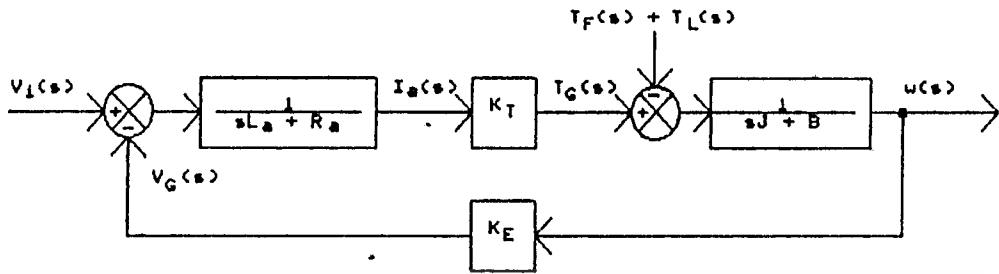 T_F(s) + T_L(s)
V_i(s)
+
-
1
sL_a + R_a
I_a(s)
K_T
T_G(s)
+
-
1
sJ + B
w(s)
V_G(s)
K_E